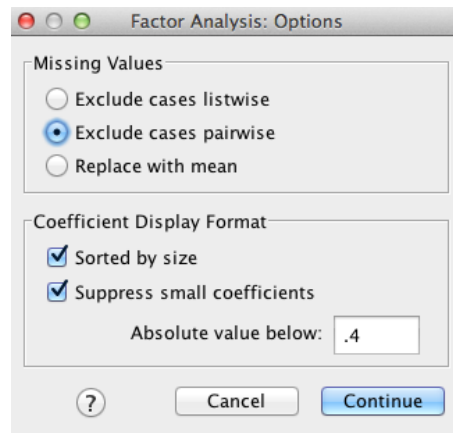 Factor Analysis: Options
Missing Values
Exclude cases listwise
Exclude cases pairwise
Replace with mean
Coefficient Display Format
Sorted by size
Suppress small coefficients
Absolute value below: .4
? Cancel Continue